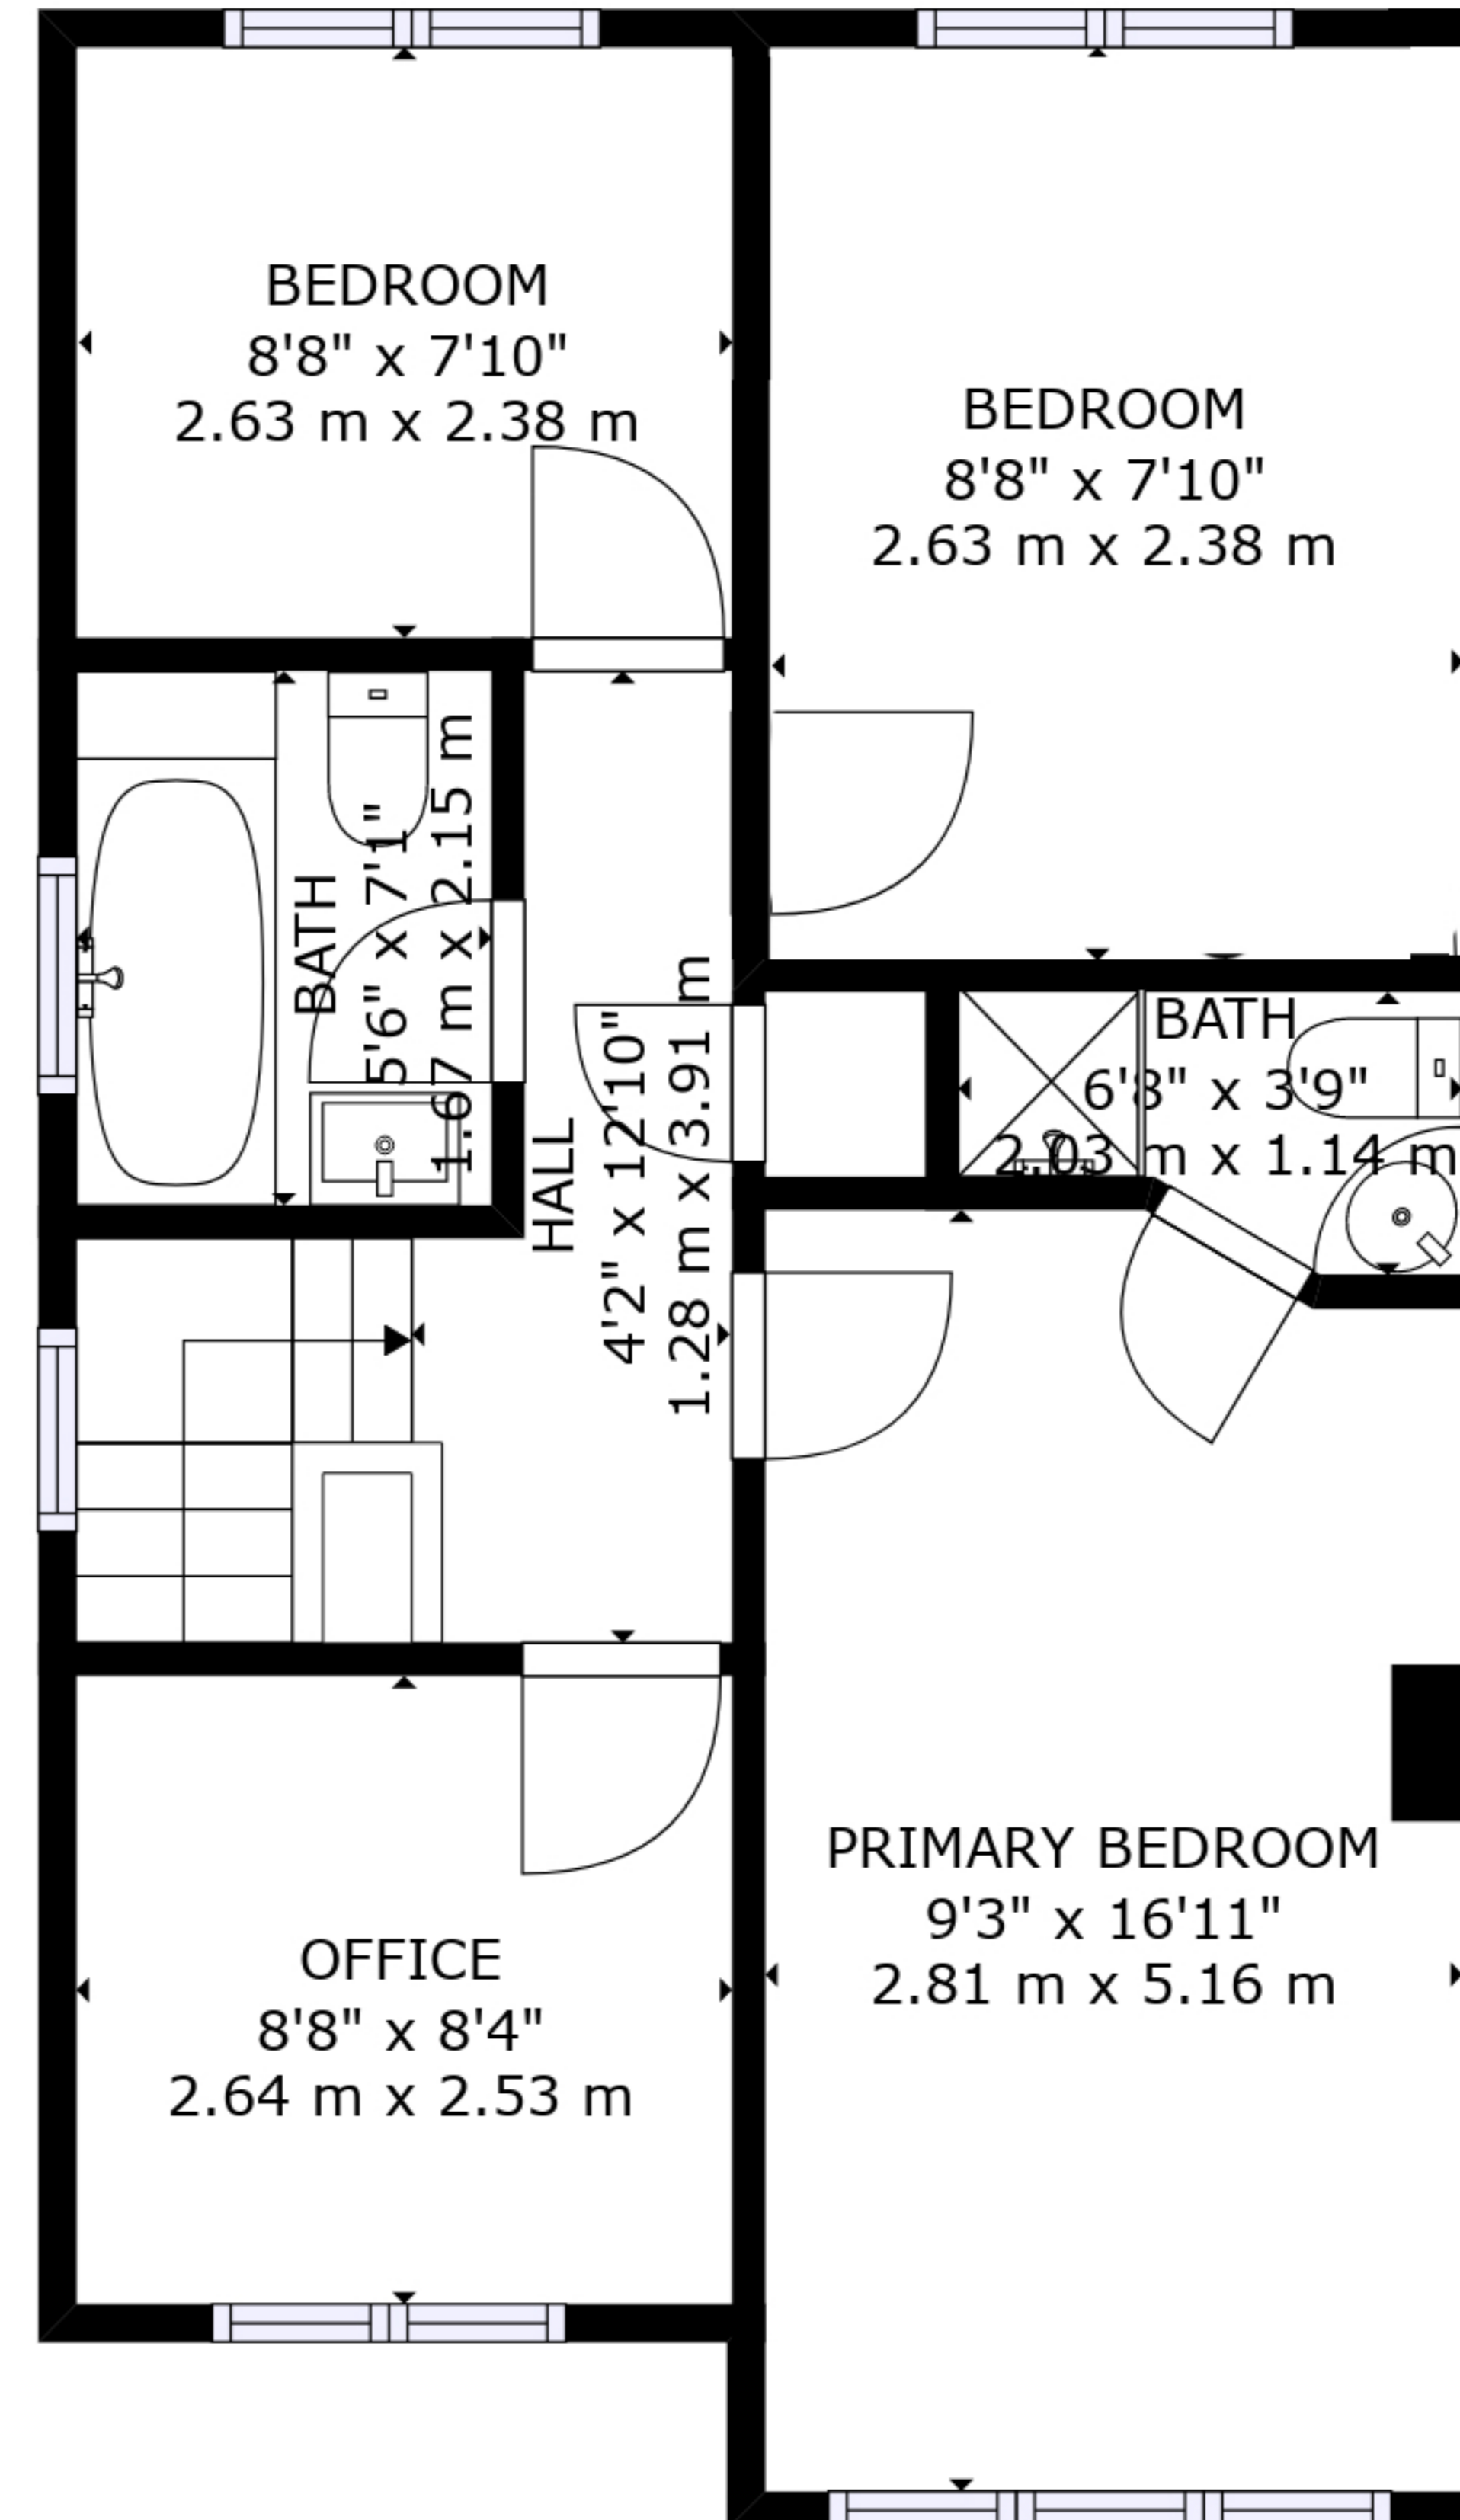 BEDROOM
8'8" x 7'10"
2.63 m x 2.38 m
BEDROOM
8'8" x 7'10"
2.63 m x 2.38 m
BATH
5'6" x 7'1"
1.67 m x 2.15 m
HALL
4'2" x 12'10"
1.28 m x 3.91 m
BATH
6'8" x 3'9"
2.03 m x 1.14 m
PRIMARY BEDROOM
9'3" x 16'11"
2.81 m x 5.16 m
OFFICE
8'8" x 8'4"
2.64 m x 2.53 m